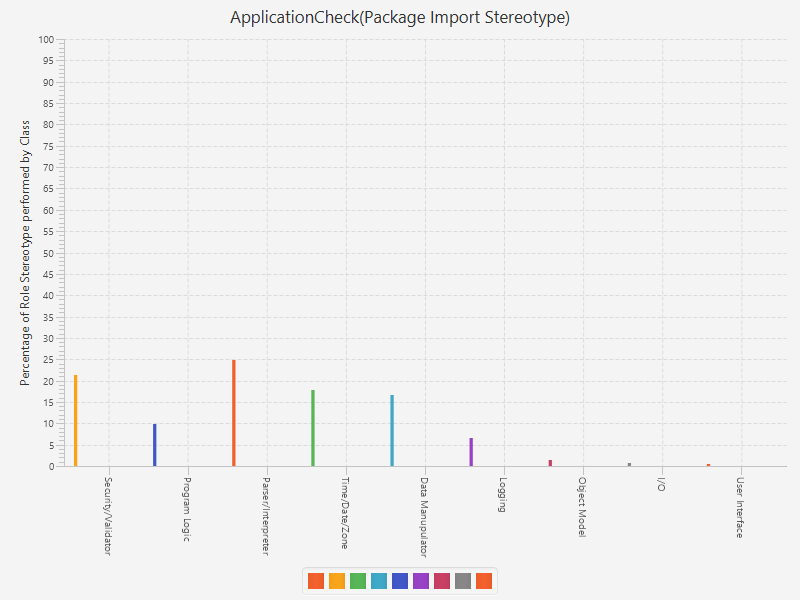 ApplicationCheck(Package Import Stereotype)
Percentage of Role Stereotype performed by Class
100
95
90
85
80
75
70
65
60
55
50
45
40
35
30
25
20
15
10
5
0
Security/Validator
Program Logic
Parser/Interpreter
Time/Date/Zone
Data Manupulator
Logging
Object Model
I/O
User Interface